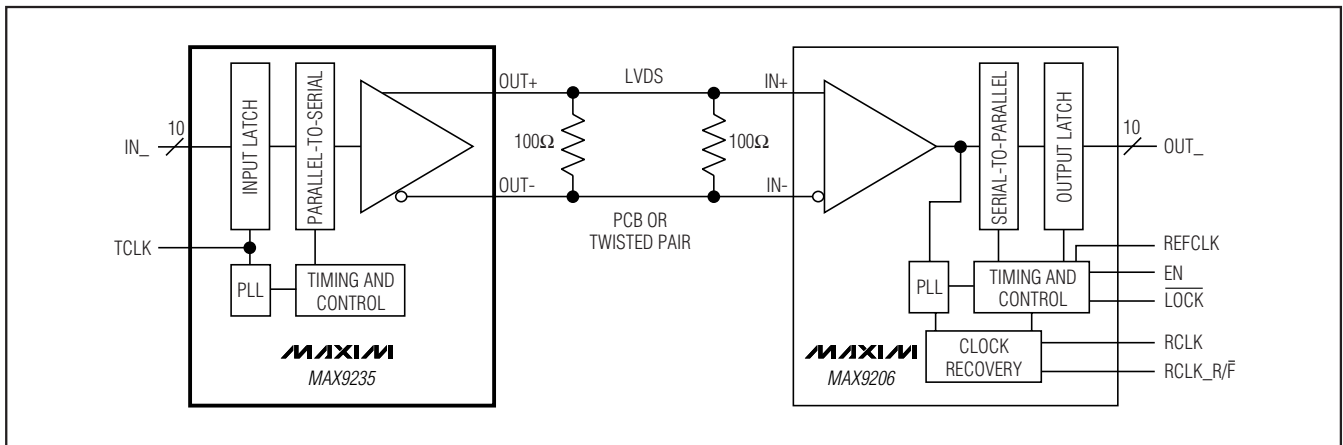 IN_
10
TCLK
INPUT LATCH
PARALLEL-TO-SERIAL
PLL
TIMING AND
CONTROL
MAXIM
MAX9235
OUT+
OUT-
100Ω
LVDS
100Ω
PCB OR
TWISTED PAIR
IN+
IN-
SERIAL-TO-PARALLEL
OUTPUT LATCH
PLL
TIMING AND
CONTROL
CLOCK
RECOVERY
MAXIM
MAX9206
10
OUT_
REFCLK
EN
L̅O̅C̅K̅
RCLK
RCLK_R/F̅